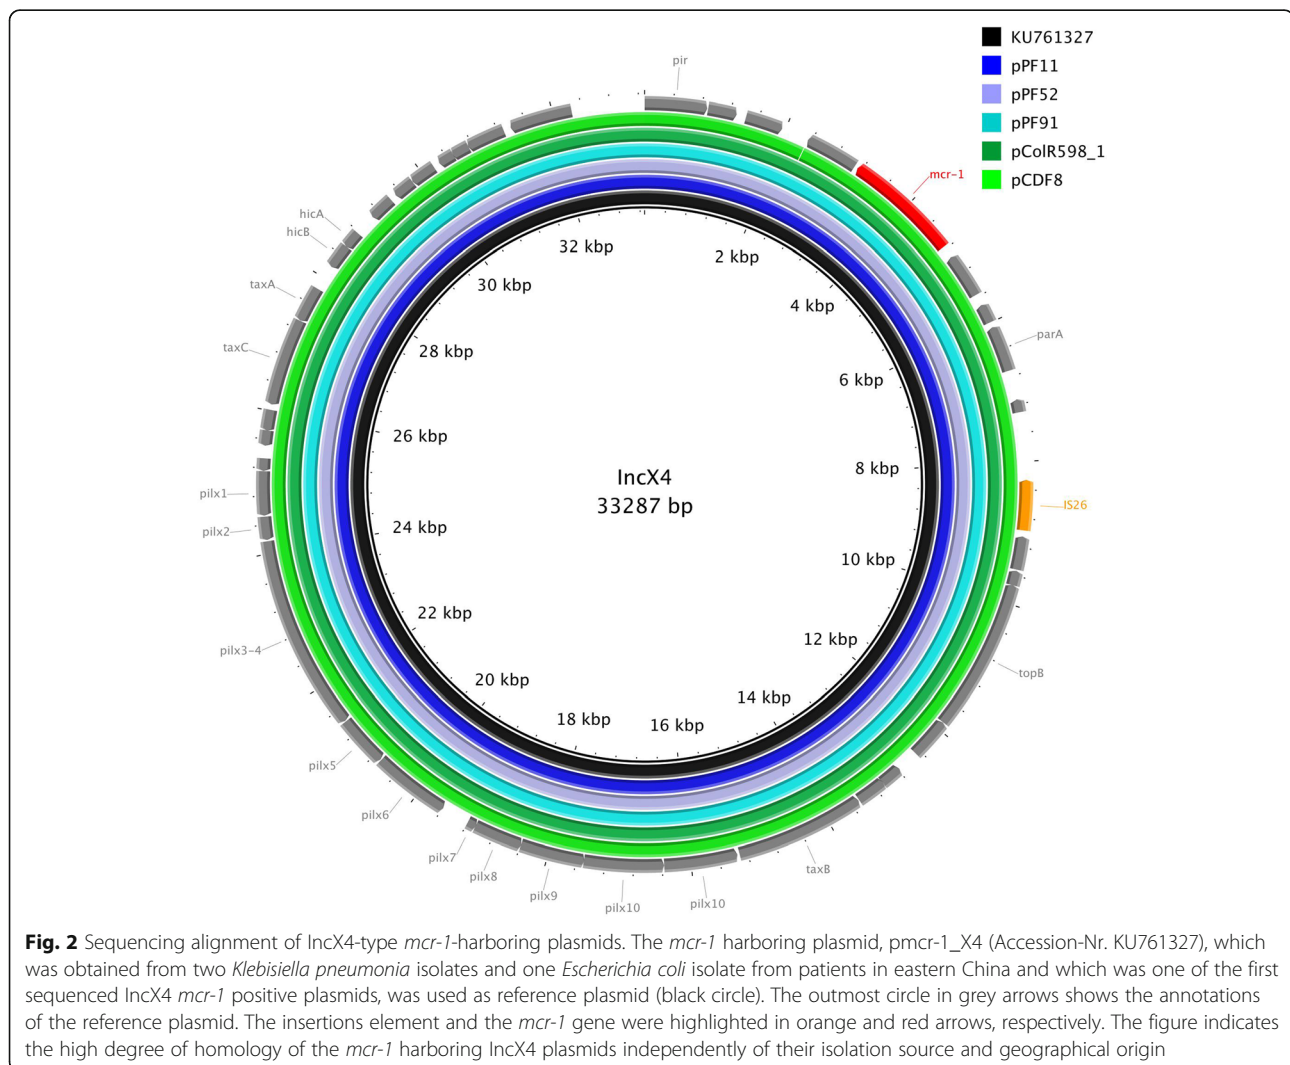 KU761327
pPF11
pPF52
pPF91
pColR598_1
pCDF8
pir
mcr-1
parA
IS26
topB
taxB
pilx10
pilx10
pilx9
pilx8
pilx7
pilx6
pilx5
pilx3-4
pilx2
pilx1
taxC
taxA
hicB
hicA
2 kbp
4 kbp
6 kbp
8 kbp
10 kbp
12 kbp
14 kbp
16 kbp
18 kbp
20 kbp
22 kbp
24 kbp
26 kbp
28 kbp
30 kbp
32 kbp
IncX4
33287 bp
Fig. 2 Sequencing alignment of IncX4-type mcr-1-harboring plasmids. The mcr-1 harboring plasmid, pmcr-1_X4 (Accession-Nr. KU761327), which
was obtained from two Klebsiella pneumonia isolates and one Escherichia coli isolate from patients in eastern China and which was one of the first
sequenced IncX4 mcr-1 positive plasmids, was used as reference plasmid (black circle). The outmost circle in grey arrows shows the annotations
of the reference plasmid. The insertions element and the mcr-1 gene were highlighted in orange and red arrows, respectively. The figure indicates
the high degree of homology of the mcr-1 harboring IncX4 plasmids independently of their isolation source and geographical origin